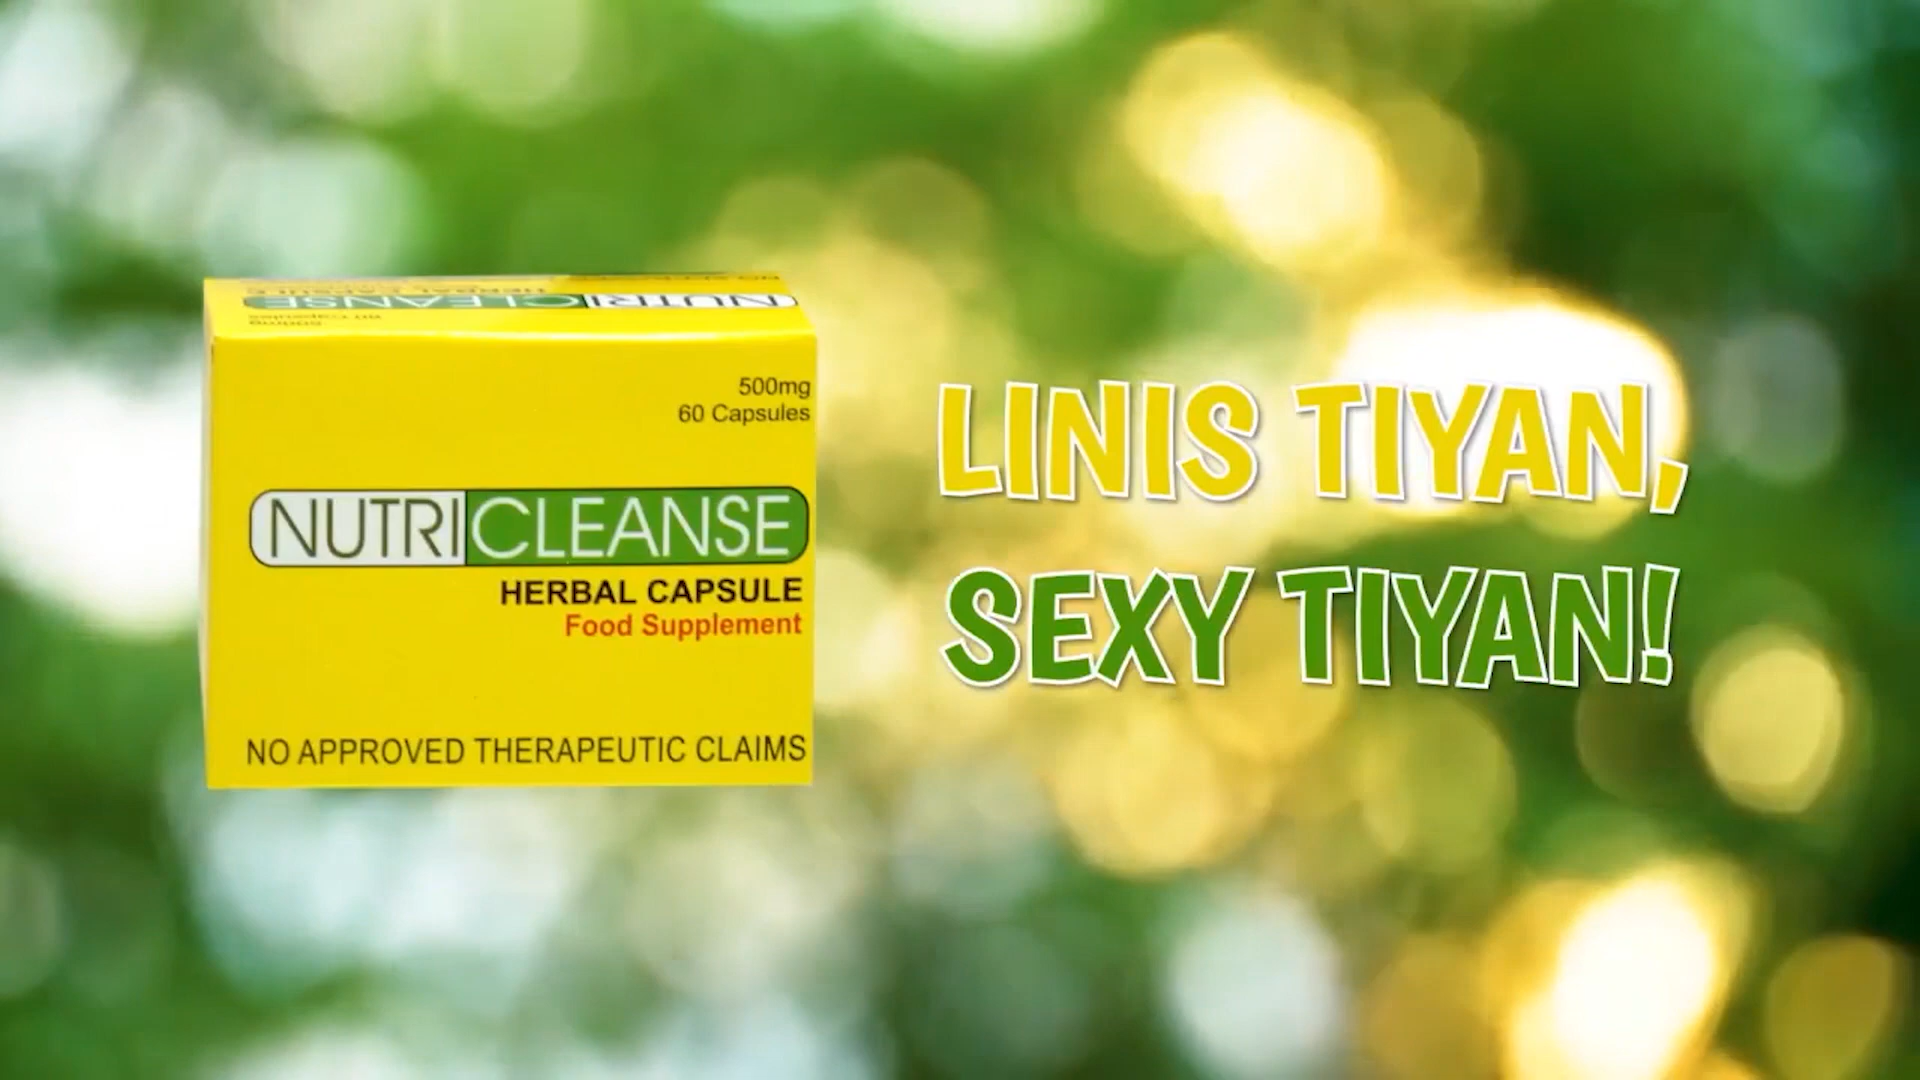 500mg
60 Capsules
NUTRICLEANSE
HERBAL CAPSULE
Food Supplement
NO APPROVED THERAPEUTIC CLAIMS
LINIS TIYAN,
SEXY TIYAN!